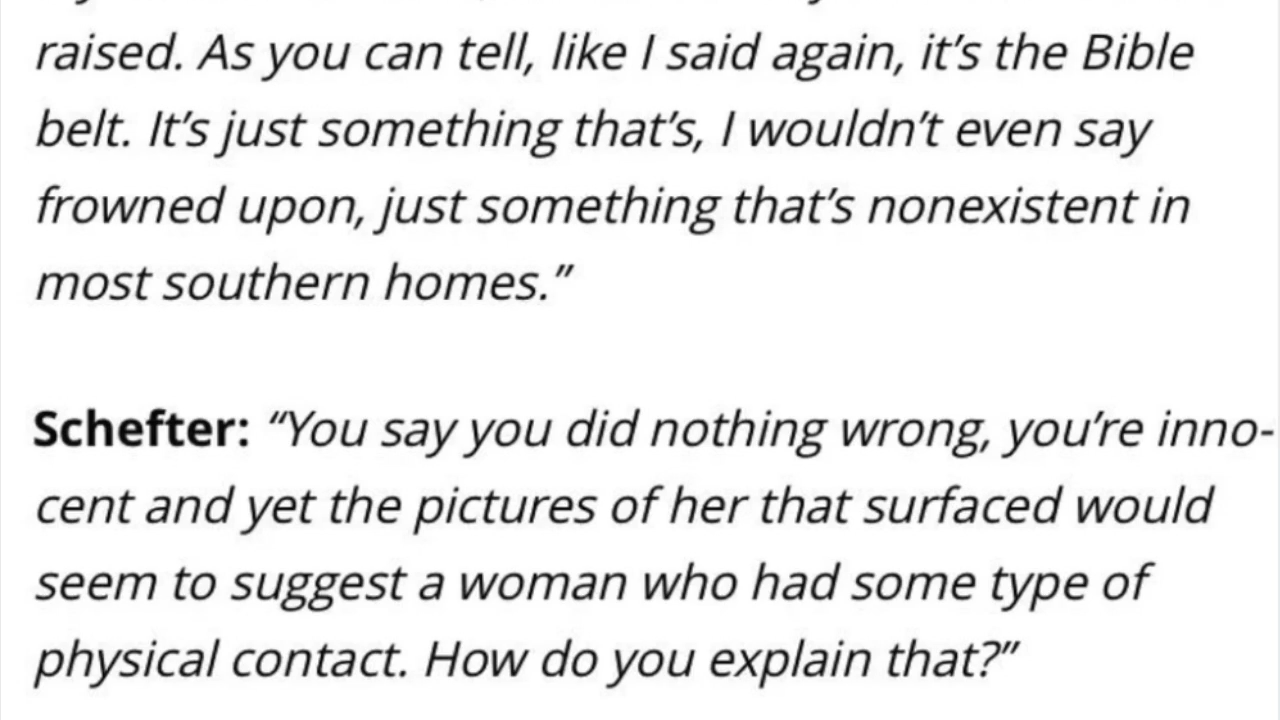 raised. As you can tell, like I said again, it’s the Bible
belt. It’s just something that’s, I wouldn’t even say
frowned upon, just something that’s nonexistent in
most southern homes.”
Schefter: “You say you did nothing wrong, you’re inno-
cent and yet the pictures of her that surfaced would
seem to suggest a woman who had some type of
physical contact. How do you explain that?”